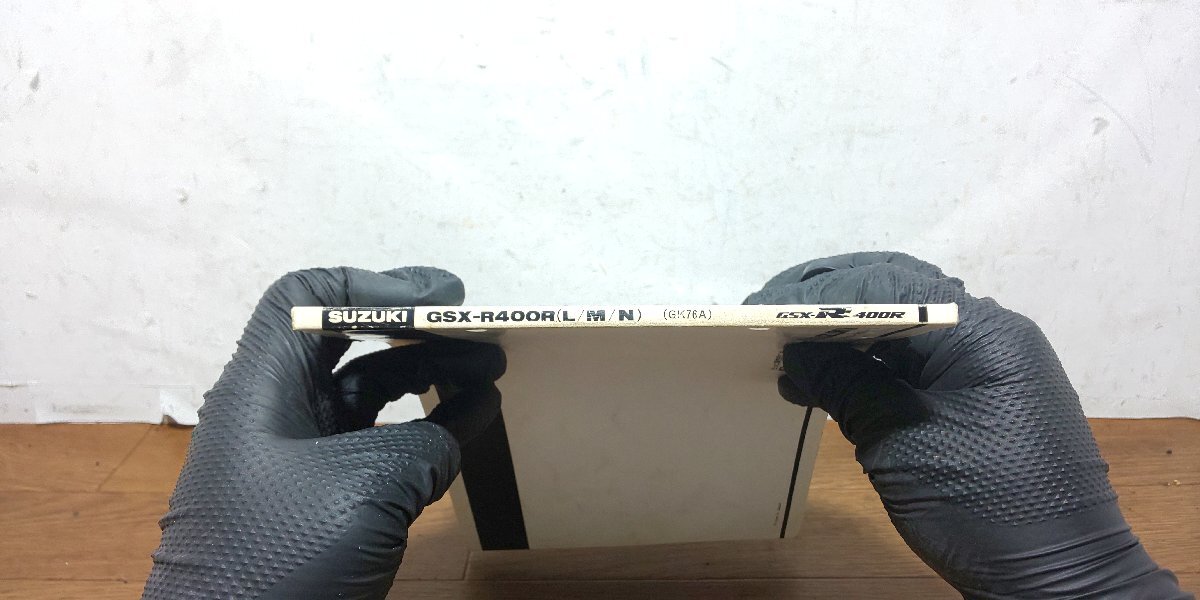 SUZUKI GSX-R400R(L/M/N) (GK76A) GSX-R 400R